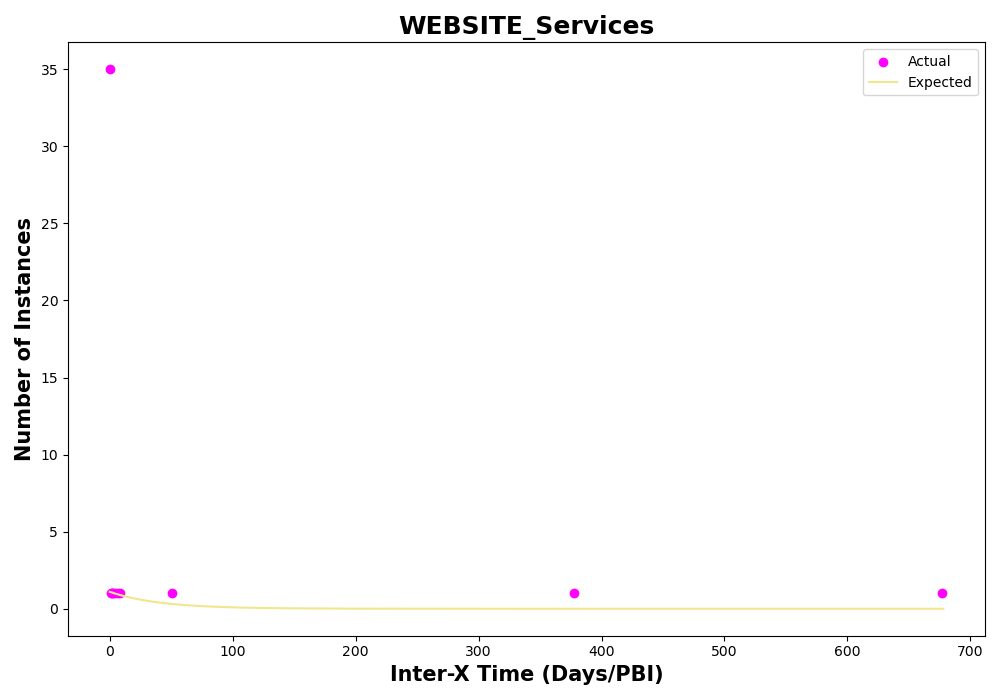 WEBSITE_Services
Actual
Expected
Number of Instances
35
30
25
20
15
10
5
0
0 100 200 300 400 500 600 700
Inter-X Time (Days/PBI)